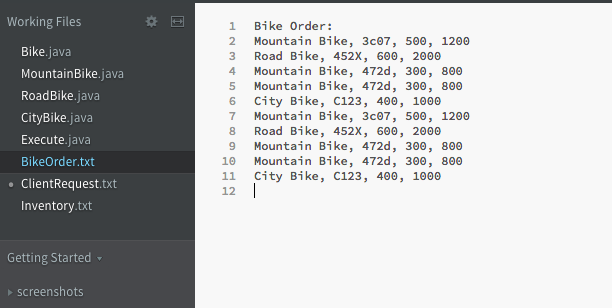 Working Files
Bike.java
MountainBike.java
RoadBike.java
CityBike.java
Execute.java
BikeOrder.txt
ClientRequest.txt
Inventory.txt
Getting Started
screenshots
1 Bike Order:
2 Mountain Bike, 3c07, 500, 1200
3 Road Bike, 452X, 600, 2000
4 Mountain Bike, 472d, 300, 800
5 Mountain Bike, 472d, 300, 800
6 City Bike, C123, 400, 1000
7 Mountain Bike, 3c07, 500, 1200
8 Road Bike, 452X, 600, 2000
9 Mountain Bike, 472d, 300, 800
10 Mountain Bike, 472d, 300, 800
11 City Bike, C123, 400, 1000
12